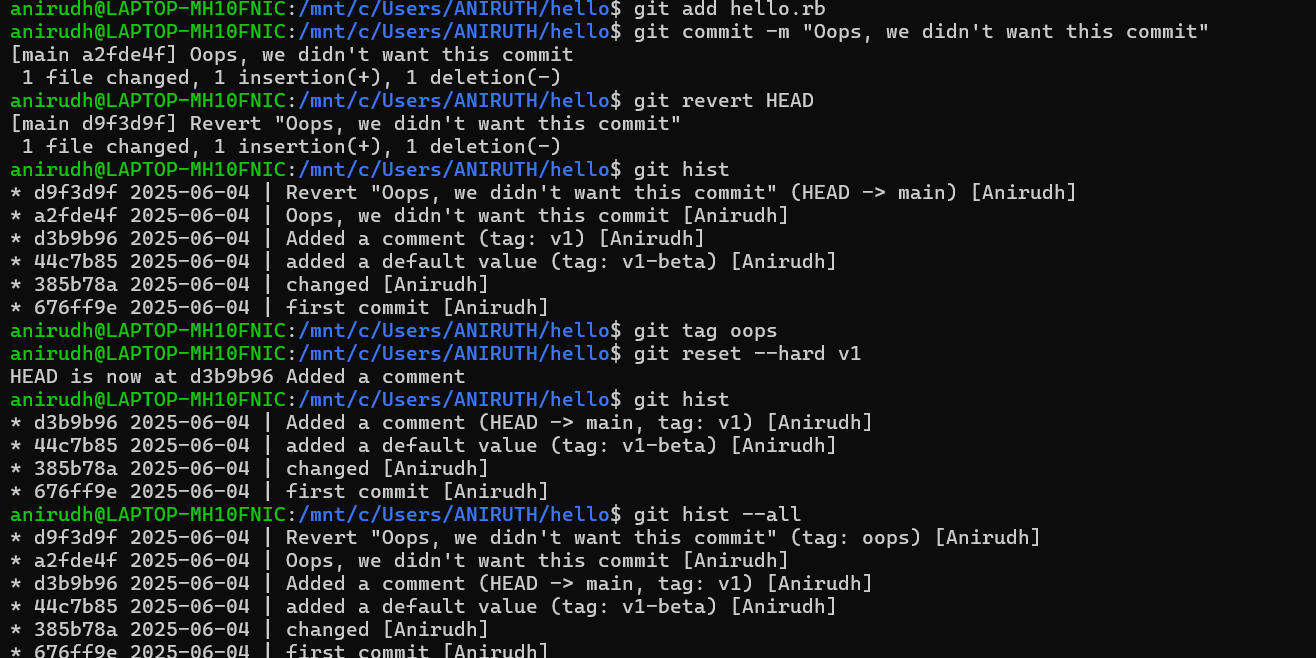 anirudh@LAPTOP-MH10FNIC:/mnt/c/Users/ANIRUTH/hello$ git add hello.rb
anirudh@LAPTOP-MH10FNIC:/mnt/c/Users/ANIRUTH/hello$ git commit -m "Oops, we didn't want this commit"
[main a2fde4f] Oops, we didn't want this commit
 1 file changed, 1 insertion(+), 1 deletion(-)
anirudh@LAPTOP-MH10FNIC:/mnt/c/Users/ANIRUTH/hello$ git revert HEAD
[main d9f3d9f] Revert "Oops, we didn't want this commit"
 1 file changed, 1 insertion(+), 1 deletion(-)
anirudh@LAPTOP-MH10FNIC:/mnt/c/Users/ANIRUTH/hello$ git hist
* d9f3d9f 2025-06-04 | Revert "Oops, we didn't want this commit" (HEAD -> main) [Anirudh]
* a2fde4f 2025-06-04 | Oops, we didn't want this commit [Anirudh]
* d3b9b96 2025-06-04 | Added a comment (tag: v1) [Anirudh]
* 44c7b85 2025-06-04 | added a default value (tag: v1-beta) [Anirudh]
* 385b78a 2025-06-04 | changed [Anirudh]
* 676ff9e 2025-06-04 | first commit [Anirudh]
anirudh@LAPTOP-MH10FNIC:/mnt/c/Users/ANIRUTH/hello$ git tag oops
anirudh@LAPTOP-MH10FNIC:/mnt/c/Users/ANIRUTH/hello$ git reset --hard v1
HEAD is now at d3b9b96 Added a comment
anirudh@LAPTOP-MH10FNIC:/mnt/c/Users/ANIRUTH/hello$ git hist
* d3b9b96 2025-06-04 | Added a comment (HEAD -> main, tag: v1) [Anirudh]
* 44c7b85 2025-06-04 | added a default value (tag: v1-beta) [Anirudh]
* 385b78a 2025-06-04 | changed [Anirudh]
* 676ff9e 2025-06-04 | first commit [Anirudh]
anirudh@LAPTOP-MH10FNIC:/mnt/c/Users/ANIRUTH/hello$ git hist --all
* d9f3d9f 2025-06-04 | Revert "Oops, we didn't want this commit" (tag: oops) [Anirudh]
* a2fde4f 2025-06-04 | Oops, we didn't want this commit [Anirudh]
* d3b9b96 2025-06-04 | Added a comment (HEAD -> main, tag: v1) [Anirudh]
* 44c7b85 2025-06-04 | added a default value (tag: v1-beta) [Anirudh]
* 385b78a 2025-06-04 | changed [Anirudh]
* 676ff9e 2025-06-04 | first commit [Anirudh]